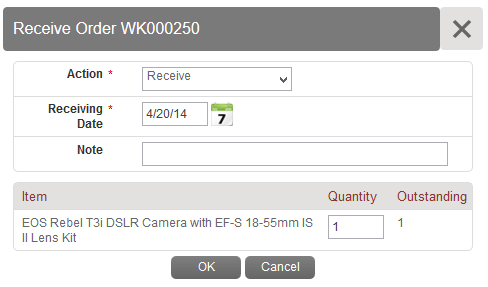 Receive Order WK000250
Action * Receive
Receiving * 4/20/14 7
Date
Note
Item Quantity Outstanding
EOS Rebel T3i DSLR Camera with EF-S 18-55mm IS 1 1
II Lens Kit
OK Cancel